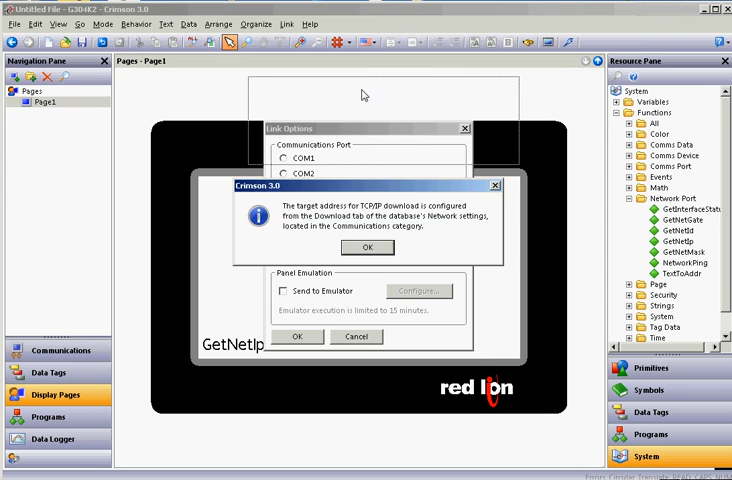 Untitled File - G304K2 - Crimson 3.0
File Edit View Go Mode Behavior Text Data Arrange Organize Link Help
Navigation Pane
Pages - Page1
Resource Pane
Pages
Page1
System
Variables
Functions
All
Color
Comms Data
Comms Device
Comms Port
Events
Math
Network Port
GetInterfaceStatu
GetNetGate
GetNetId
GetNetIp
GetNetMask
NetworkPing
TextToAddr
Page
Security
Strings
System
Tag Data
Time
Link Options
Communications Port
COM1
COM2
Crimson 3.0
The target address for TCP/IP download is configured
from the Download tab of the database's Network settings,
located in the Communications category.
OK
Panel Emulation
Send to Emulator
Configure...
Emulator execution is limited to 15 minutes.
OK
Cancel
GetNetIp
red lion
Communications
Data Tags
Display Pages
Programs
Data Logger
Primitives
Symbols
Data Tags
Programs
System
Errors Circular Translate READ CAPS NUM